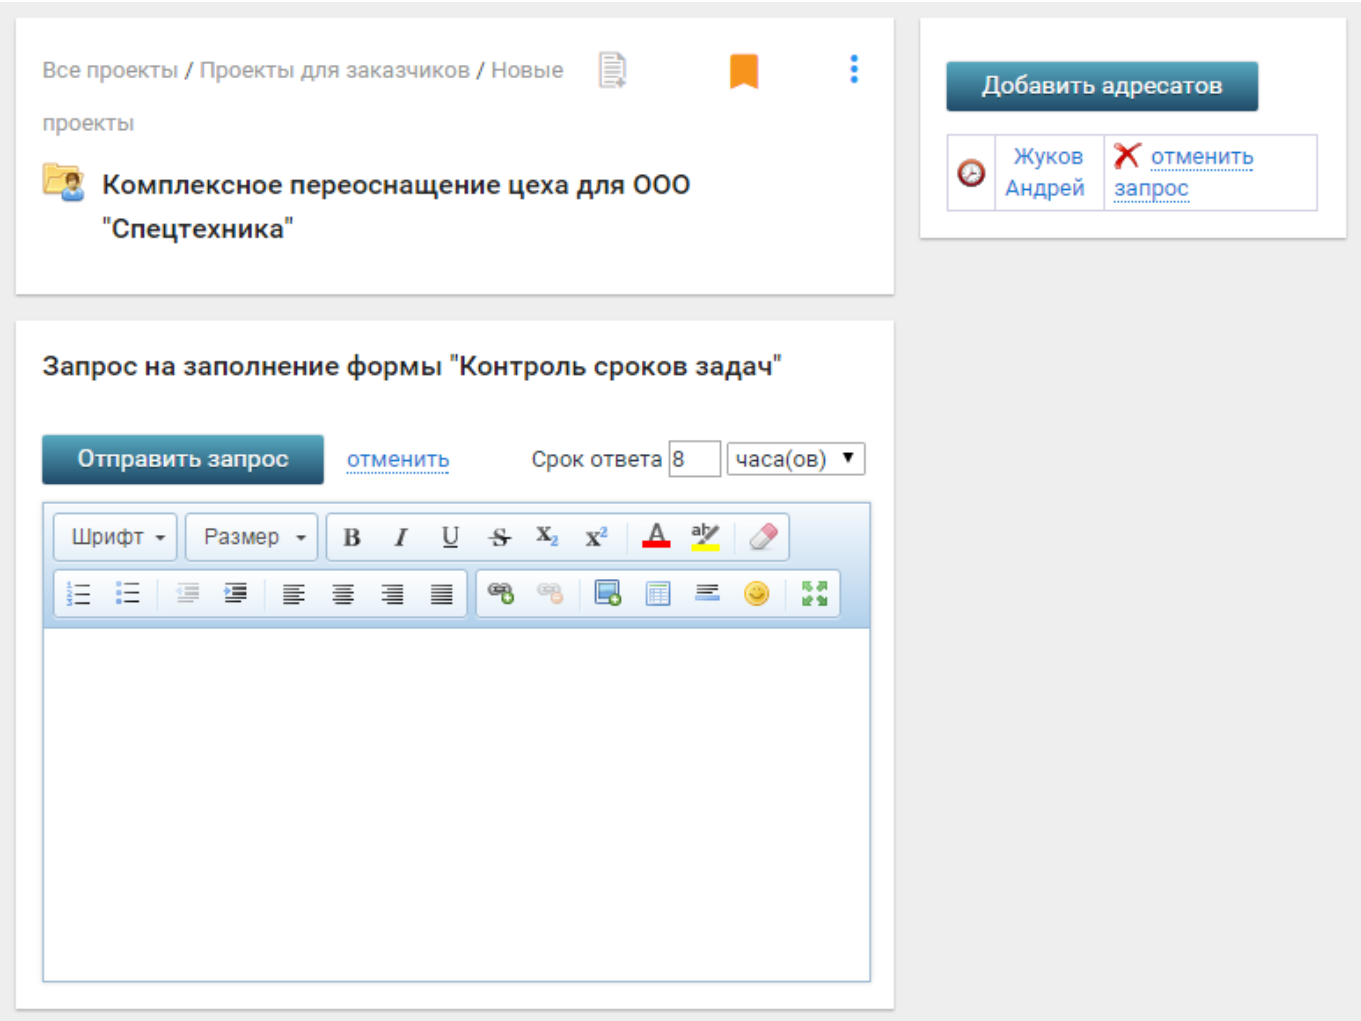 Все проекты / Проекты для заказчиков / Новые
проекты
Комплексное переоснащение цеха для ООО
"Спецтехника"
Добавить адресатов
Жуков
Андрей
отменить
запрос
Запрос на заполнение формы "Контроль сроков задач"
Отправить запрос отменить Срок ответа 8 часа(ов)
Шрифт Размер B I U S X₂ x² A ab